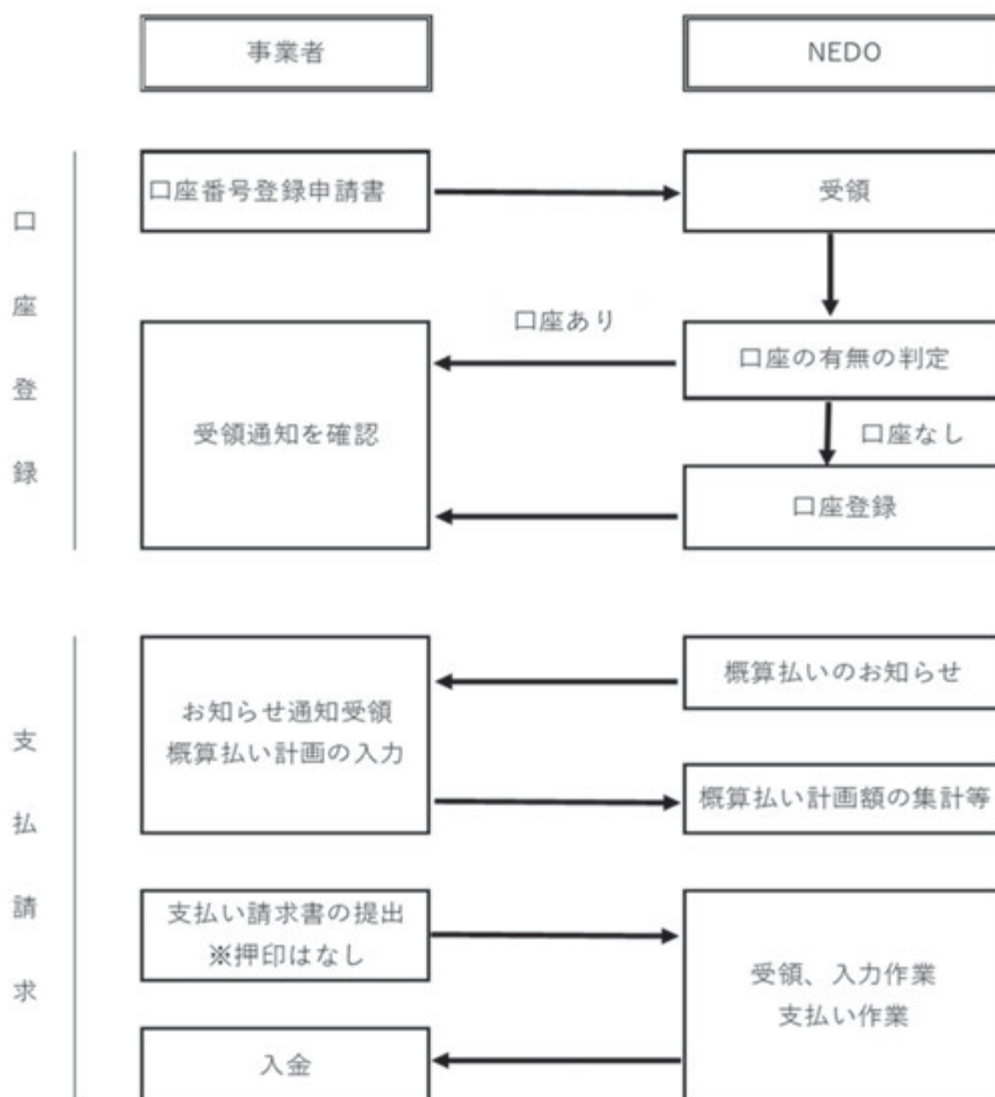 事業者
NEDO
口座登録
口座番号登録申請書
受領
口座あり
口座の有無の判定
受領通知を確認
口座なし
口座登録
支払請求
概算払いのお知らせ
お知らせ通知受領
概算払い計画の入力
概算払い計画額の集計等
支払い請求書の提出
※押印はなし
受領、入力作業
支払い作業
入金